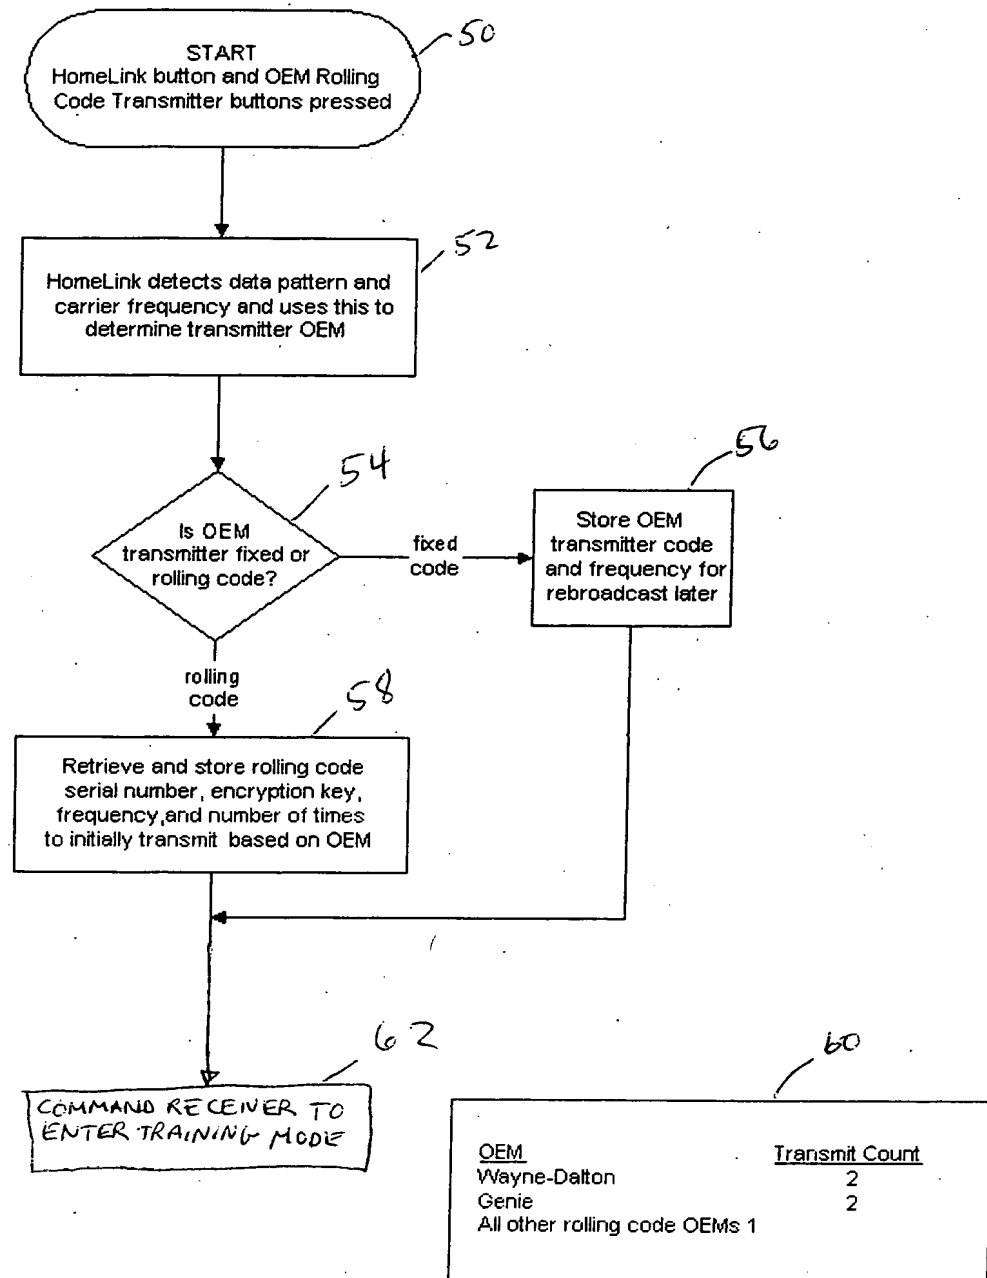 START
HomeLink button and OEM Rolling
Code Transmitter buttons pressed
50
HomeLink detects data pattern and
carrier frequency and uses this to
determine transmitter OEM
52
Is OEM
transmitter fixed or
rolling code?
54
fixed
code
Store OEM
transmitter code
and frequency for
rebroadcast later
56
rolling
code
Retrieve and store rolling code
serial number, encryption key,
frequency,and number of times
to initially transmit based on OEM
58
COMMAND RECEIVER TO
ENTER TRAINING MODE
62
60
OEM Transmit Count
Wayne-Dalton 2
Genie 2
All other rolling code OEMs 1